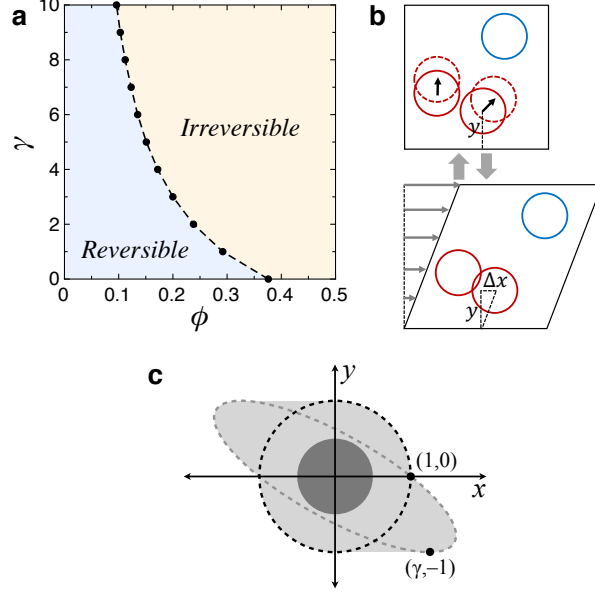 a
10
8
6
4
2
0
γ
Irreversible
Reversible
0
0.1
0.2
0.3
0.4
0.5
ϕ
b
y
Δx
y
c
y
(1,0)
x
(γ,−1)